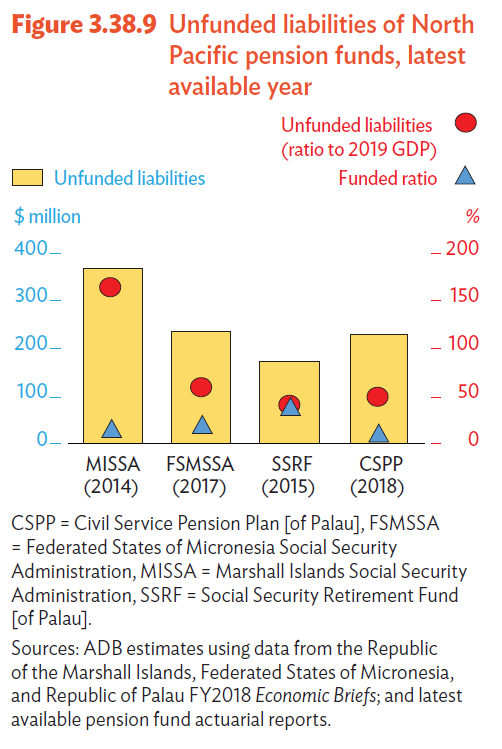 Figure 3.38.9 Unfunded liabilities of North
Pacific pension funds, latest
available year
Unfunded liabilities
(ratio to 2019 GDP)
Unfunded liabilities
Funded ratio
$ million
%
400
300
200
100
0
200
150
100
50
0
MISSA
(2014)
FSMSSA
(2017)
SSRF
(2015)
CSPP
(2018)
CSPP = Civil Service Pension Plan [of Palau], FSMSSA
= Federated States of Micronesia Social Security
Administration, MISSA = Marshall Islands Social Security
Administration, SSRF = Social Security Retirement Fund
[of Palau].
Sources: ADB estimates using data from the Republic
of the Marshall Islands, Federated States of Micronesia,
and Republic of Palau FY2018 Economic Briefs; and latest
available pension fund actuarial reports.